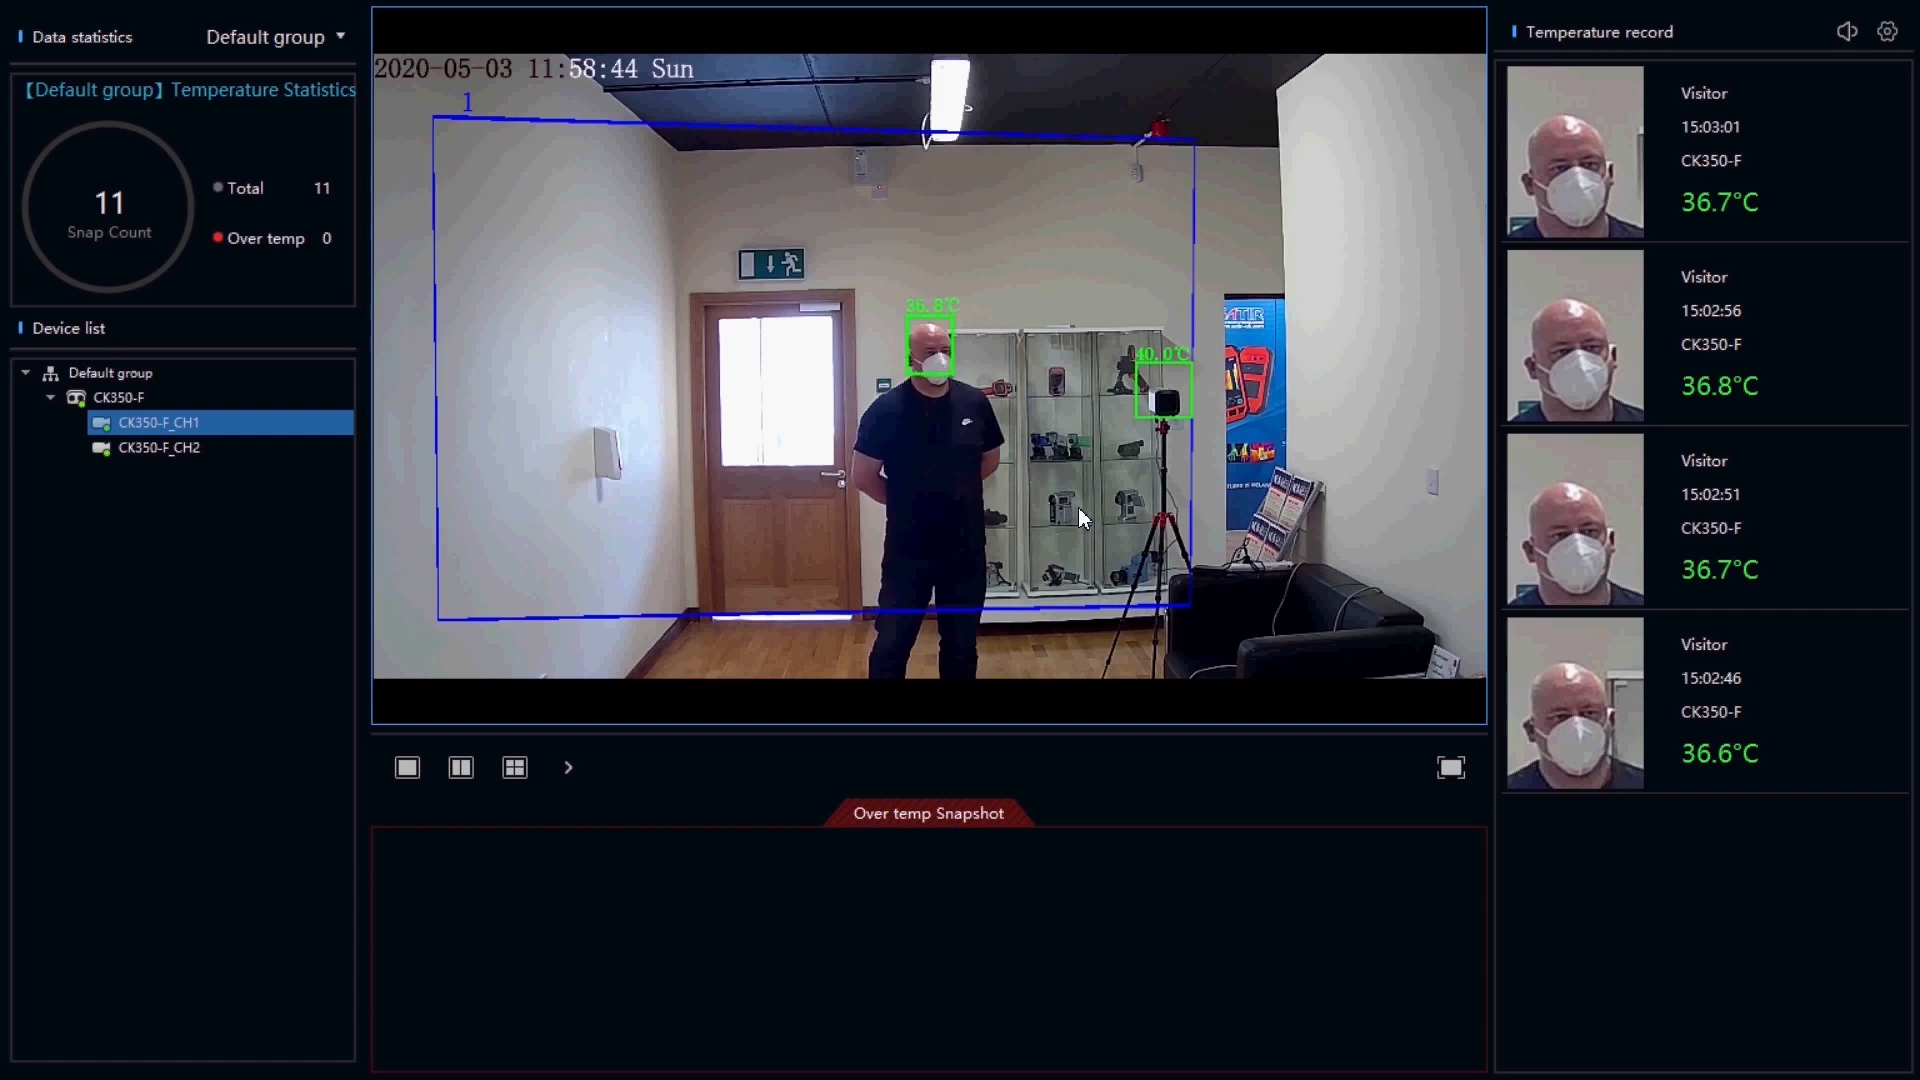 Data statistics
Default group
【Default group】Temperature Statistics
11
Snap Count
Total 11
Over temp 0
Device list
Default group
CK350-F
CK350-F_CH1
CK350-F_CH2
2020-05-03 11:58:44 Sun
1
36.8℃
40.0℃
SATIR
Over temp Snapshot
Temperature record
Visitor
15:03:01
CK350-F
36.7°C
Visitor
15:02:56
CK350-F
36.8°C
Visitor
15:02:51
CK350-F
36.7°C
Visitor
15:02:46
CK350-F
36.6°C